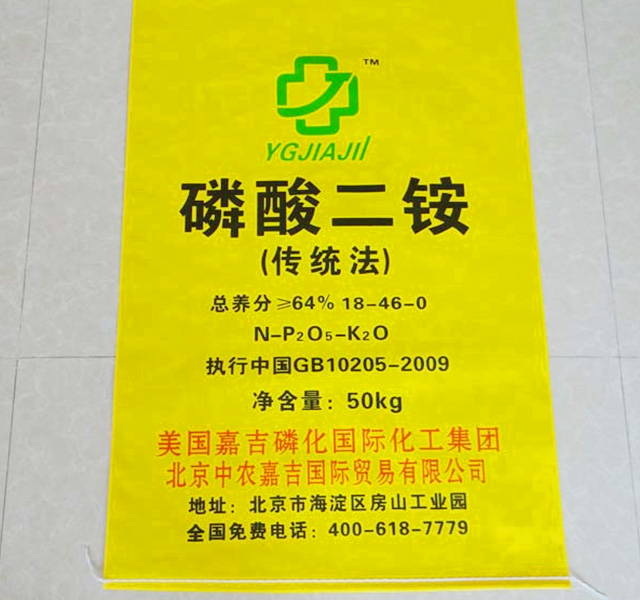 TM
YGJIAJI
磷酸二铵
(传统法)
总养分≥64% 18-46-0
N-P₂O₅-K₂O
执行中国GB10205-2009
净含量：50kg
美国嘉吉磷化国际化工集团
北京中农嘉吉国际贸易有限公司
地址：北京市海淀区房山工业园
全国免费电话：400-618-7779